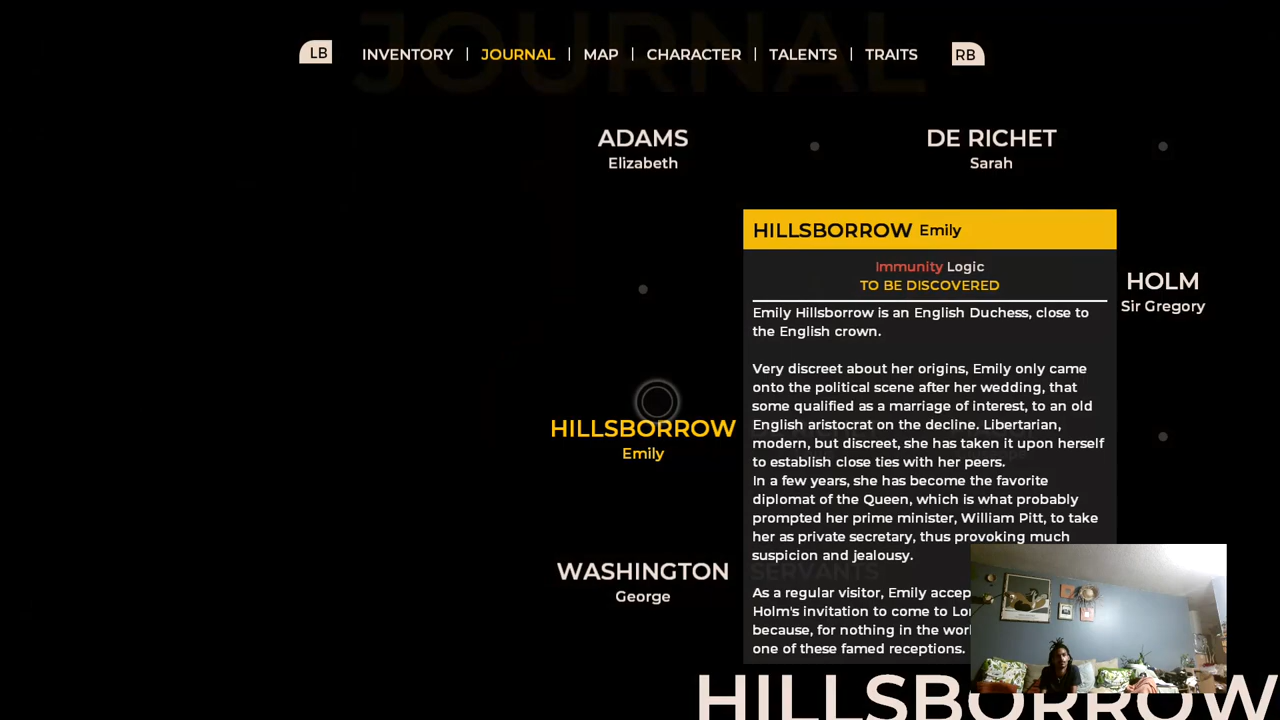 JOURNAL
LB INVENTORY | JOURNAL | MAP | CHARACTER | TALENTS | TRAITS RB
ADAMS
Elizabeth
DE RICHET
Sarah
HILLSBORROW Emily
Immunity Logic
TO BE DISCOVERED
Emily Hillsborrow is an English Duchess, close to
the English crown.
Very discreet about her origins, Emily only came
onto the political scene after her wedding, that
some qualified as a marriage of interest, to an old
English aristocrat on the decline. Libertarian,
modern, but discreet, she has taken it upon herself
to establish close ties with her peers.
In a few years, she has become the favorite
diplomat of the Queen, which is what probably
prompted her prime minister, William Pitt, to take
her as private secretary, thus provoking much
suspicion and jealousy.
As a regular visitor, Emily accep
Holm's invitation to come to Lor
because, for nothing in the worl
one of these famed receptions.
HOLM
Sir Gregory
HILLSBORROW
Emily
WASHINGTON
George
SERVANTS
HILLSBORROW